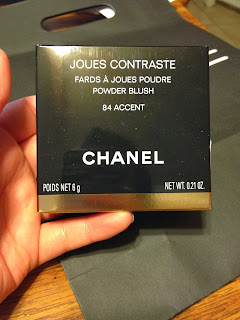 JOUES CONTRASTE
FARDS À JOUES POUDRE
POWDER BLUSH
84 ACCENT
CHANEL
POIDS NET 6 g NET WT. 0.21 OZ.